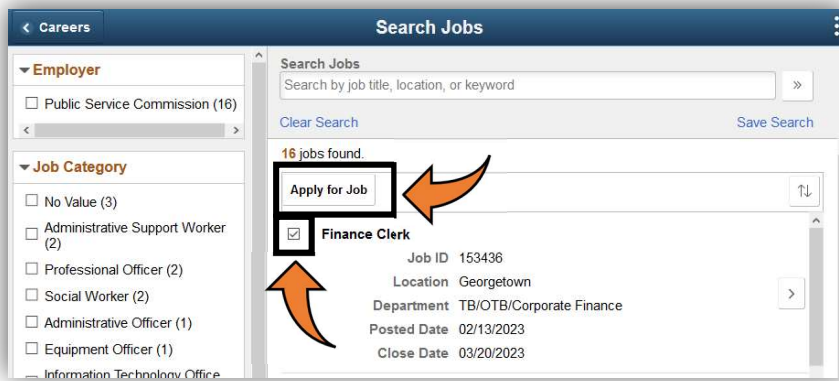 Careers
Search Jobs
Employer
Public Service Commission (16)
Job Category
No Value (3)
Administrative Support Worker
(2)
Professional Officer (2)
Social Worker (2)
Administrative Officer (1)
Equipment Officer (1)
Information Technology Office
Search Jobs
Search by job title, location, or keyword
Clear Search
Save Search
16 jobs found.
Apply for Job
Finance Clerk
Job ID 153436
Location Georgetown
Department TB/OTB/Corporate Finance
Posted Date 02/13/2023
Close Date 03/20/2023